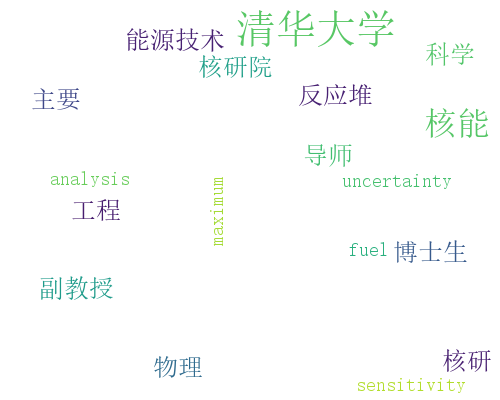 清华大学
能源技术
科学
核研院
反应堆
主要
核能
导师
analysis
uncertainty
maximum
工程
fuel
博士生
副教授
物理
核研
sensitivity